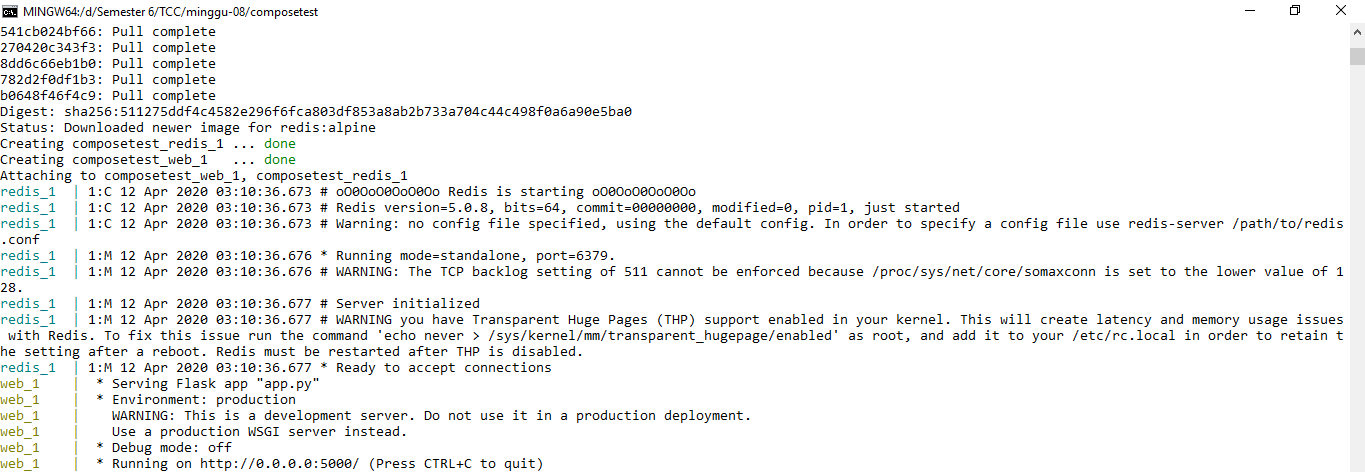 MINGW64:/d/Semester 6/TCC/minggu-08/composetest
541cb024bf66: Pull complete
270420c343f3: Pull complete
8dd6c66eb1b0: Pull complete
782d2f0df1b3: Pull complete
b0648f46f4c9: Pull complete
Digest: sha256:511275ddf4c4582e296f6fca803df853a8ab2b733a704c44c498f0a6a90e5ba0
Status: Downloaded newer image for redis:alpine
Creating composetest_redis_1 ... done
Creating composetest_web_1   ... done
Attaching to composetest_web_1, composetest_redis_1
redis_1  | 1:C 12 Apr 2020 03:10:36.673 # oO0OoO0OoO0Oo Redis is starting oO0OoO0OoO0Oo
redis_1  | 1:C 12 Apr 2020 03:10:36.673 # Redis version=5.0.8, bits=64, commit=00000000, modified=0, pid=1, just started
redis_1  | 1:C 12 Apr 2020 03:10:36.673 # Warning: no config file specified, using the default config. In order to specify a config file use redis-server /path/to/redis
.conf
redis_1  | 1:M 12 Apr 2020 03:10:36.676 * Running mode=standalone, port=6379.
redis_1  | 1:M 12 Apr 2020 03:10:36.676 # WARNING: The TCP backlog setting of 511 cannot be enforced because /proc/sys/net/core/somaxconn is set to the lower value of 1
28.
redis_1  | 1:M 12 Apr 2020 03:10:36.677 # Server initialized
redis_1  | 1:M 12 Apr 2020 03:10:36.677 # WARNING you have Transparent Huge Pages (THP) support enabled in your kernel. This will create latency and memory usage issues
 with Redis. To fix this issue run the command 'echo never > /sys/kernel/mm/transparent_hugepage/enabled' as root, and add it to your /etc/rc.local in order to retain t
he setting after a reboot. Redis must be restarted after THP is disabled.
redis_1  | 1:M 12 Apr 2020 03:10:36.677 * Ready to accept connections
web_1    |  * Serving Flask app "app.py"
web_1    |  * Environment: production
web_1    |    WARNING: This is a development server. Do not use it in a production deployment.
web_1    |    Use a production WSGI server instead.
web_1    |  * Debug mode: off
web_1    |  * Running on http://0.0.0.0:5000/ (Press CTRL+C to quit)